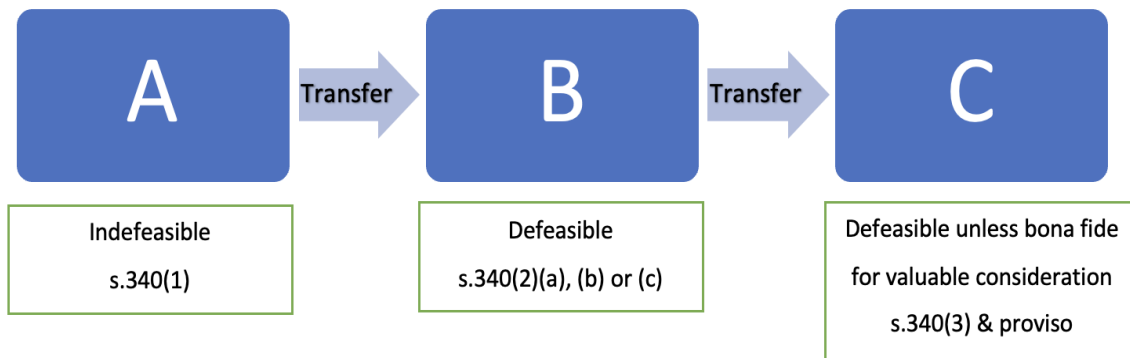 A
Transfer
B
Transfer
C
Indefeasible
s.340(1)
Defeasible
s.340(2)(a), (b) or (c)
Defeasible unless bona fide
for valuable consideration
s.340(3) & proviso